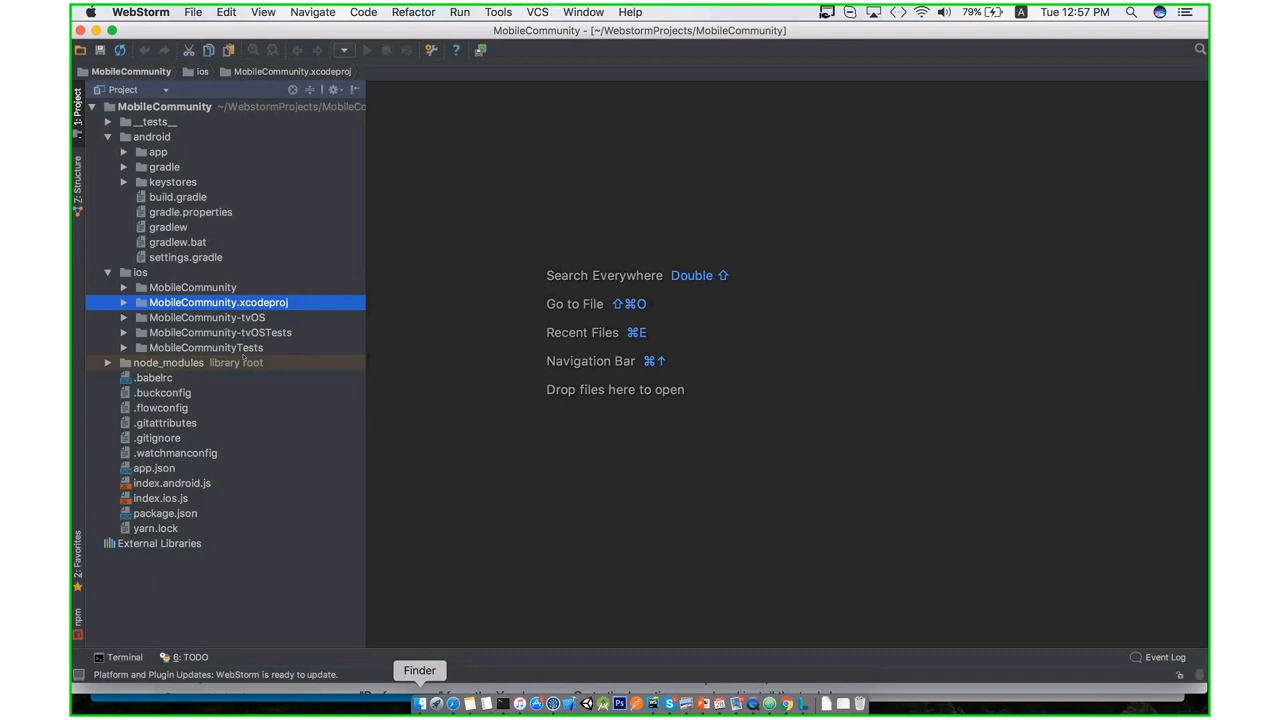 WebStorm File Edit View Navigate Code Refactor Run Tools VCS Window Help 79% A Tue 12:57 PM
MobileCommunity - [~/WebstormProjects/MobileCommunity]
MobileCommunity ios MobileCommunity.xcodeproj
1: Project
Project
MobileCommunity ~/WebstormProjects/MobileCo
__tests__
android
app
gradle
keystores
build.gradle
gradle.properties
gradlew
gradlew.bat
settings.gradle
ios
MobileCommunity
MobileCommunity.xcodeproj
MobileCommunity-tvOS
MobileCommunity-tvOSTests
MobileCommunityTests
node_modules library root
.babelrc
.buckconfig
.flowconfig
.gitattributes
.gitignore
.watchmanconfig
app.json
index.android.js
index.ios.js
package.json
yarn.lock
External Libraries
7: Structure
2: Favorites
npm
Search Everywhere Double ⇧
Go to File ⇧⌘O
Recent Files ⌘E
Navigation Bar ⌘↑
Drop files here to open
Terminal 6: TODO Event Log
Platform and Plugin Updates: WebStorm is ready to update.
Finder